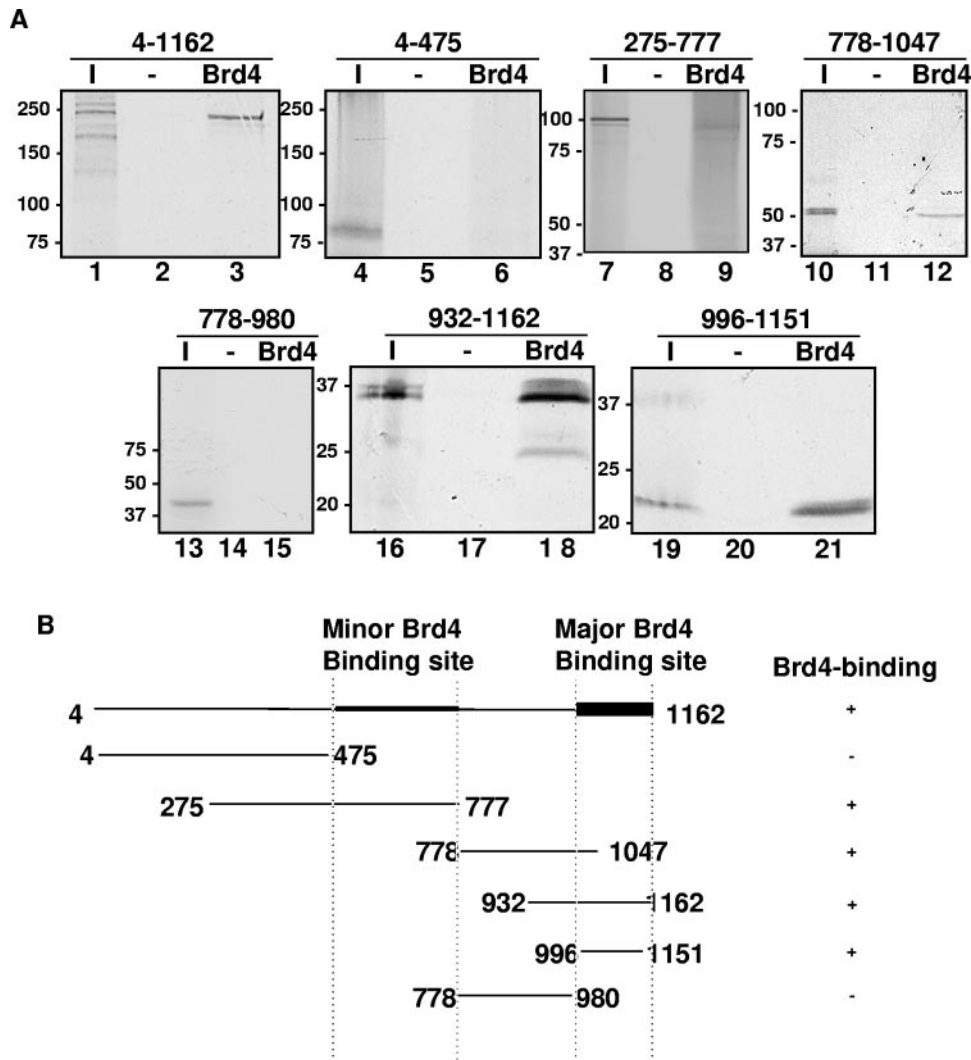 A
4-1162
I - Brd4
250
150
100
75
1 2 3
4-475
I - Brd4
250
150
100
75
4 5 6
275-777
I - Brd4
100
75
50
37
7 8 9
778-1047
I - Brd4
100
75
50
37
10 11 12
778-980
I - Brd4
75
50
37
13 14 15
932-1162
I - Brd4
37
25
20
16 17 1 8
996-1151
I - Brd4
37
25
20
19 20 21
B
Minor Brd4
Binding site
Major Brd4
Binding site
Brd4-binding
4 1162 +
4 475 -
275 777 +
778 1047 +
932 1162 +
996 1151 +
778 980 -